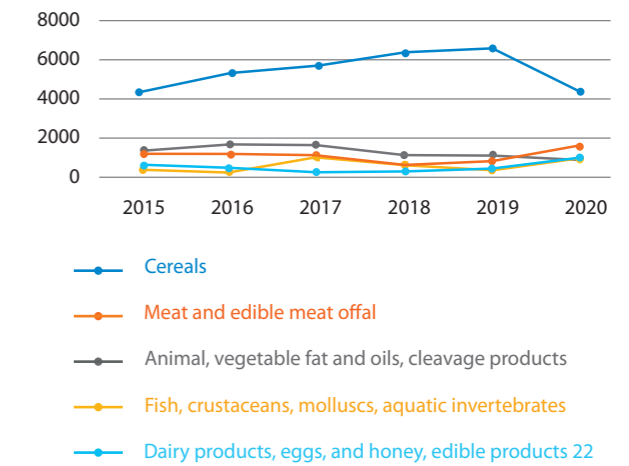 8000
6000
4000
2000
0
2015 2016 2017 2018 2019 2020
Cereals
Meat and edible meat offal
Animal, vegetable fat and oils, cleavage products
Fish, crustaceans, molluscs, aquatic invertebrates
Dairy products, eggs, and honey, edible products 22